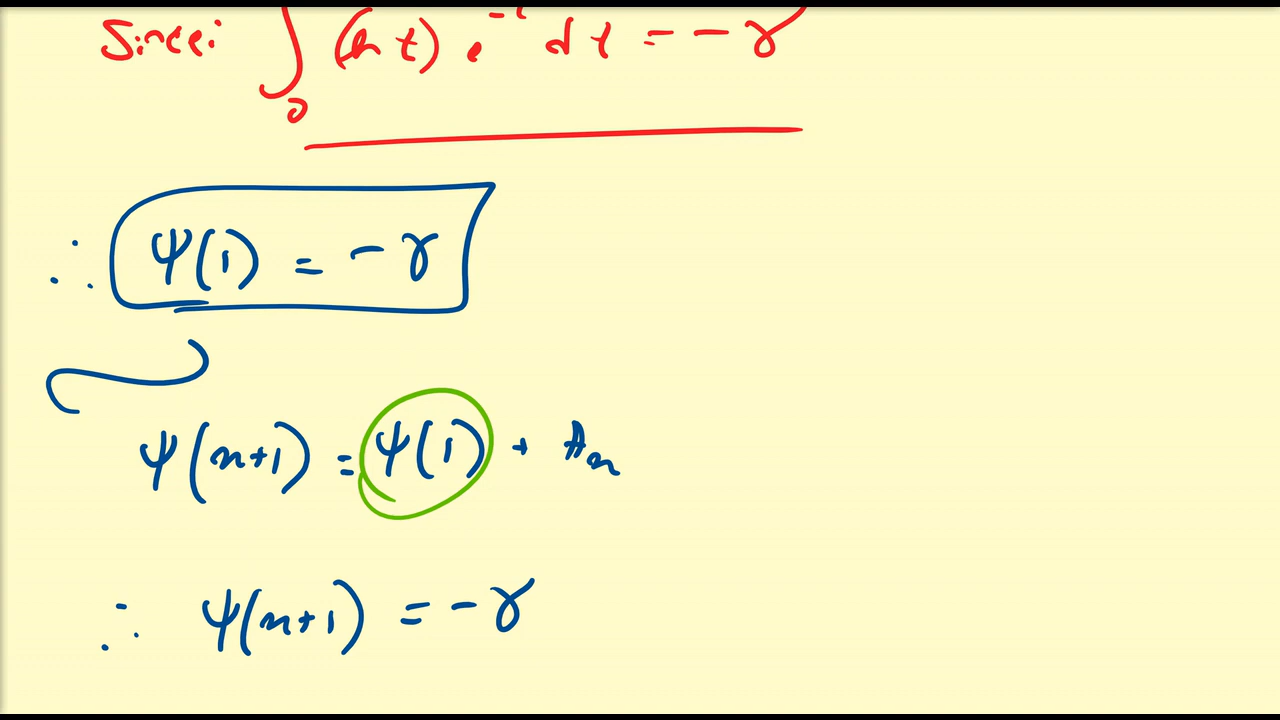 Since: ∫₀ (ln t) e^-t dt = -γ
∴ ψ(1) = -γ
ψ(n+1) = ψ(1) + Hn
∴ ψ(n+1) = -γ